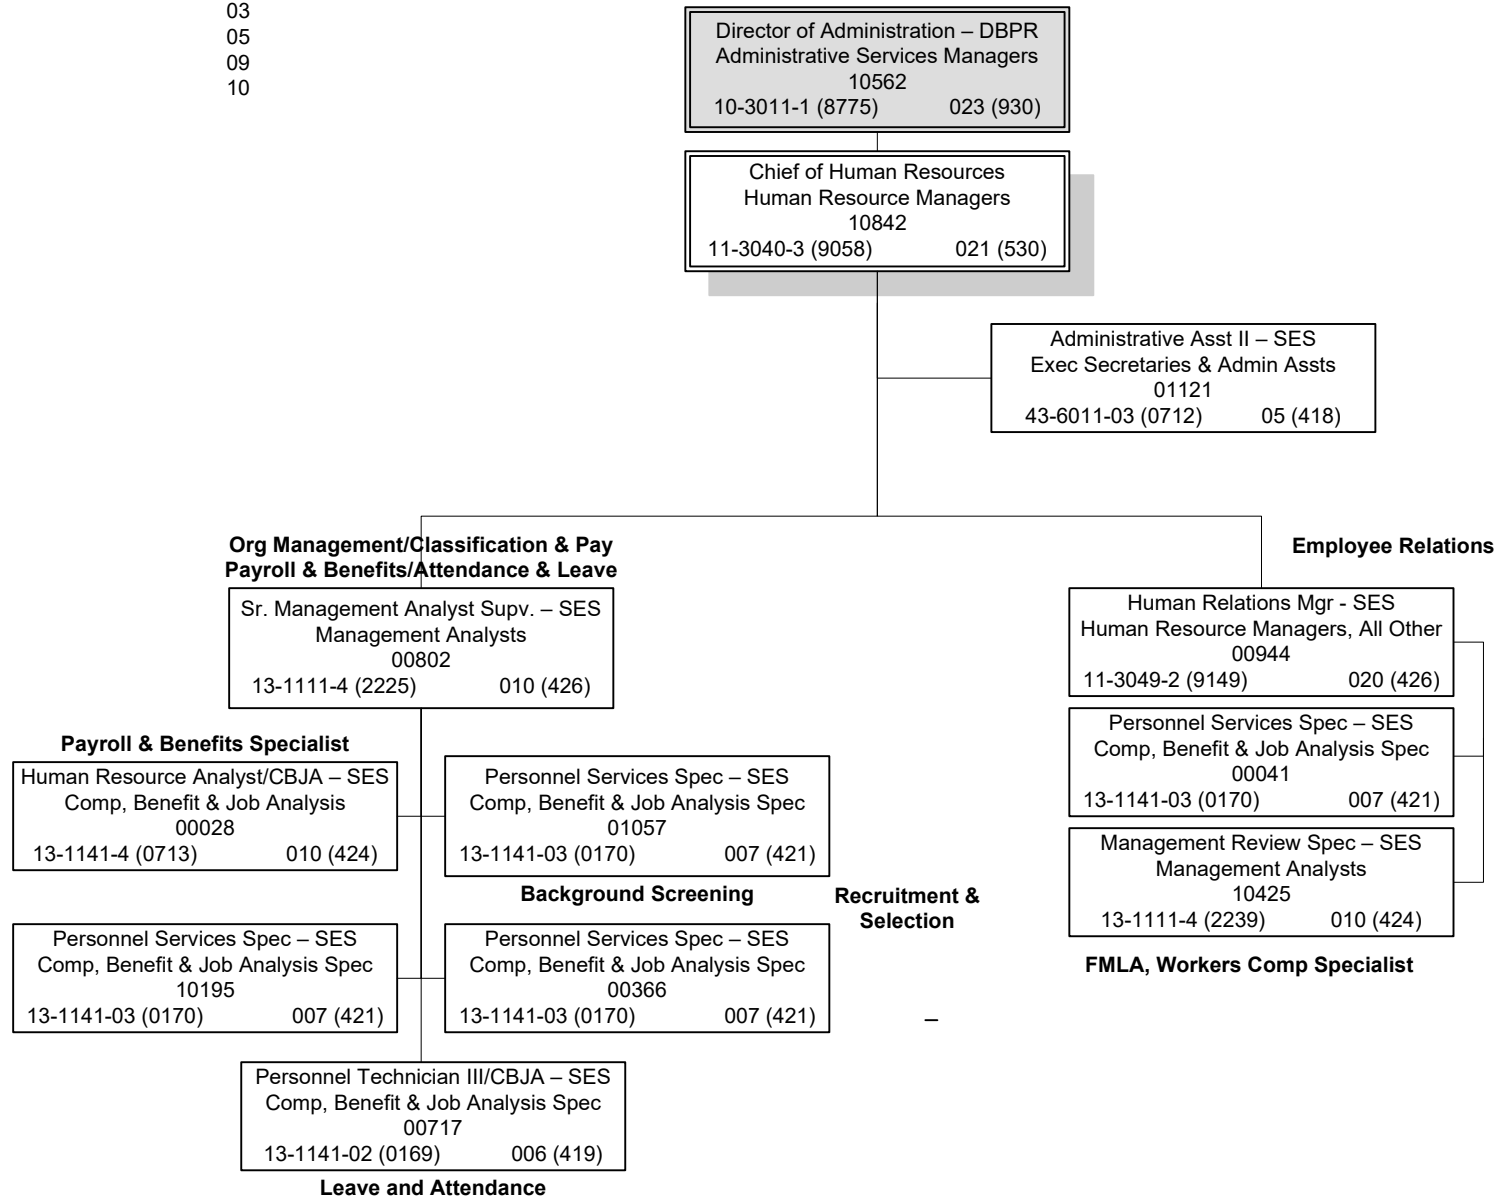 03
05
09
10
Director of Administration – DBPR
Administrative Services Managers
10562
10-3011-1 (8775) 023 (930)
Chief of Human Resources
Human Resource Managers
10842
11-3040-3 (9058) 021 (530)
Administrative Asst II – SES
Exec Secretaries & Admin Assts
01121
43-6011-03 (0712) 05 (418)
Org Management/Classification & Pay
Payroll & Benefits/Attendance & Leave
Sr. Management Analyst Supv. – SES
Management Analysts
00802
13-1111-4 (2225) 010 (426)
Payroll & Benefits Specialist
Human Resource Analyst/CBJA – SES
Comp, Benefit & Job Analysis
00028
13-1141-4 (0713) 010 (424)
Personnel Services Spec – SES
Comp, Benefit & Job Analysis Spec
01057
13-1141-03 (0170) 007 (421)
Background Screening
Recruitment &
Selection
Personnel Services Spec – SES
Comp, Benefit & Job Analysis Spec
10195
13-1141-03 (0170) 007 (421)
Personnel Services Spec – SES
Comp, Benefit & Job Analysis Spec
00366
13-1141-03 (0170) 007 (421)
–
Personnel Technician III/CBJA – SES
Comp, Benefit & Job Analysis Spec
00717
13-1141-02 (0169) 006 (419)
Leave and Attendance
Employee Relations
Human Relations Mgr - SES
Human Resource Managers, All Other
00944
11-3049-2 (9149) 020 (426)
Personnel Services Spec – SES
Comp, Benefit & Job Analysis Spec
00041
13-1141-03 (0170) 007 (421)
Management Review Spec – SES
Management Analysts
10425
13-1111-4 (2239) 010 (424)
FMLA, Workers Comp Specialist